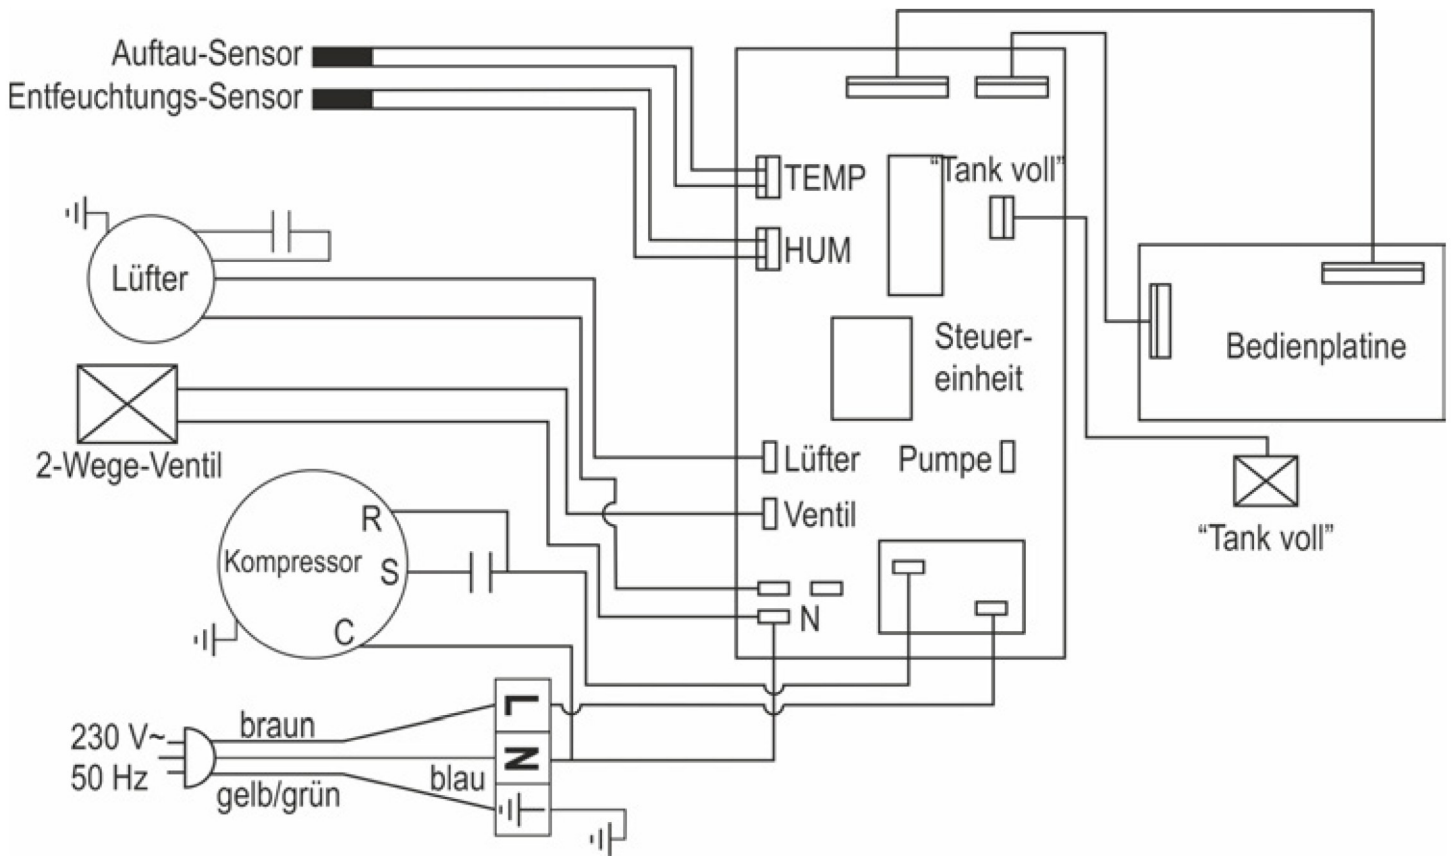 Auftau-Sensor
Entfeuchtungs-Sensor
TEMP
"Tank voll"
HUM
Lüfter
Steuer-
einheit
Bedienplatine
2-Wege-Ventil
Lüfter
Pumpe
Ventil
"Tank voll"
R
Kompressor
S
C
N
L
N
230 V~
50 Hz
braun
blau
gelb/grün